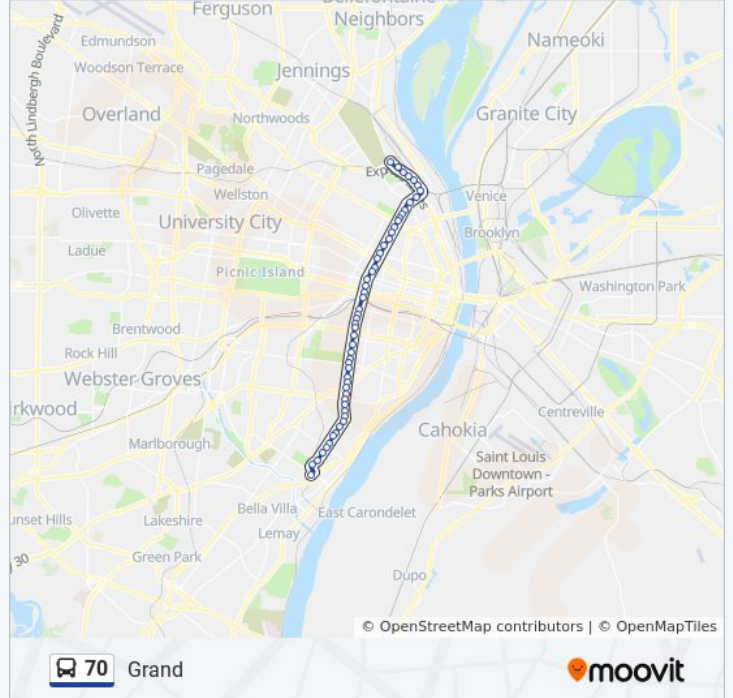 Ferguson
Bellefontaine
Neighbors
Edmundson
Nameoki
Woodson Terrace
Jennings
North Lindbergh Boulevard
Overland
Northwoods
Granite City
Pagedale
Exp
Wellston
Venice
Olivette
University City
Brooklyn
Ladue
Picnic Island
Washington Park
Brentwood
Rock Hill
Webster Groves
irkwood
Centreville
Cahokia
Marlborough
Saint Louis
Downtown -
Parks Airport
Bella Villa
East Carondelet
unset Hills
Lakeshire
Lemay
Green Park
30
Dupo
© OpenStreetMap contributors | © OpenMapTiles
70 Grand
moovit